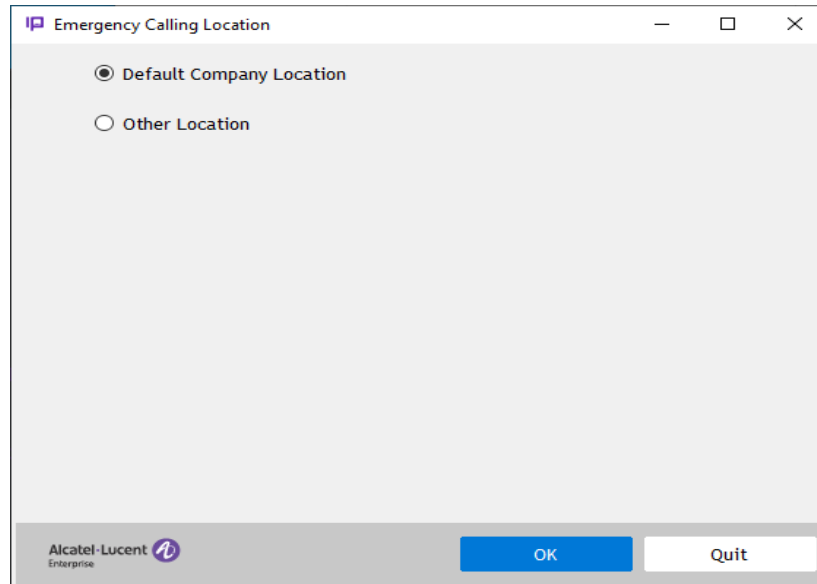 Emergency Calling Location
Default Company Location
Other Location
Alcatel·Lucent
Enterprise
OK
Quit